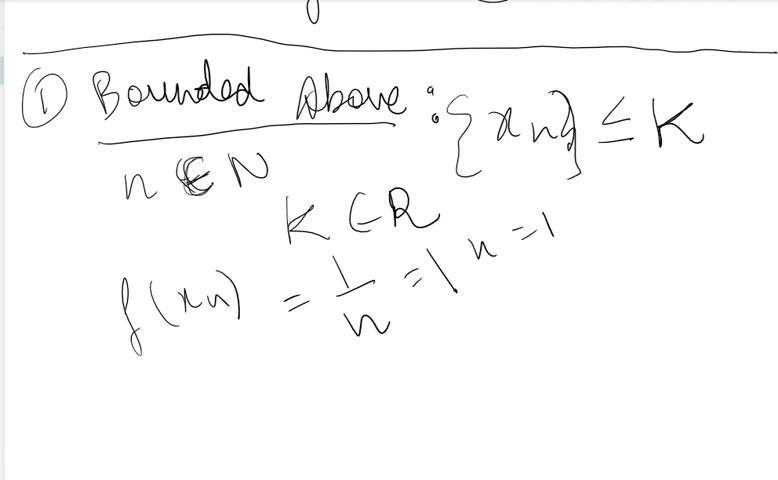 ① Bounded Above : {xn} ≤ K
n ∈ N
K ∈ R
f(xn) = 1/n = 1 n = 1